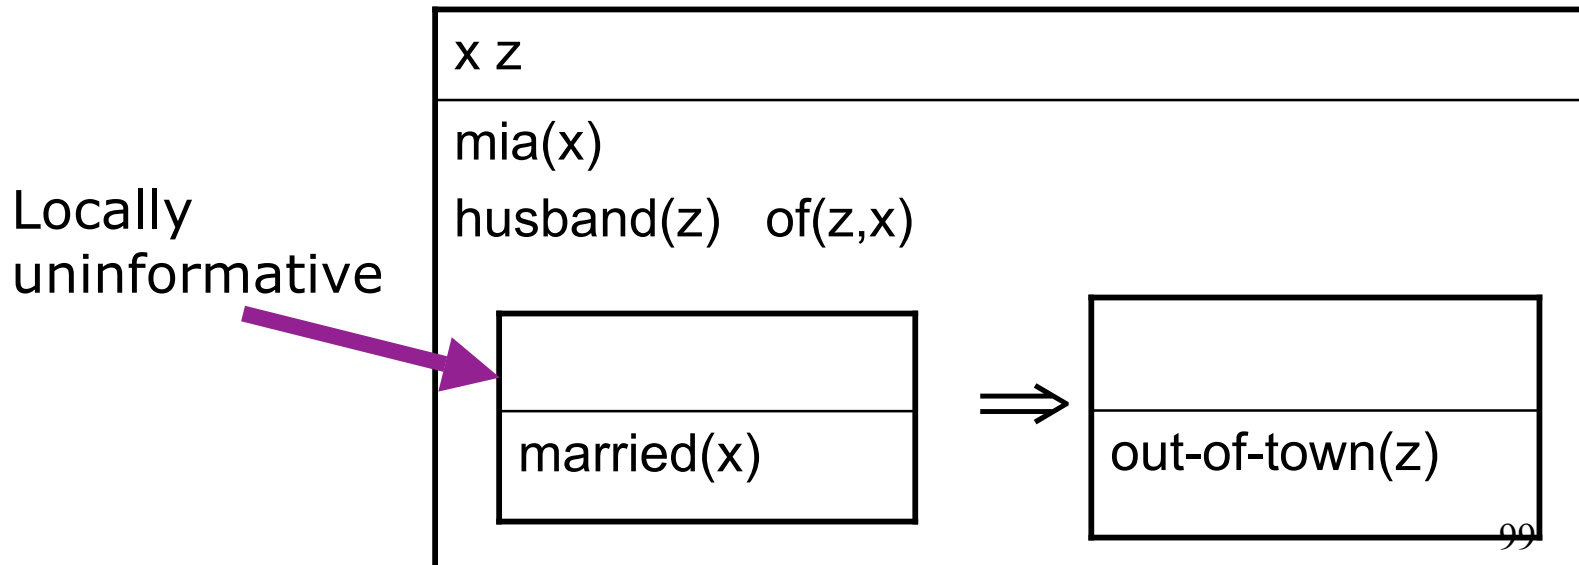 x z
mia(x)
Locally
uninformative
husband(z) of(z,x)
married(x)
⇒
out-of-town(z)
99